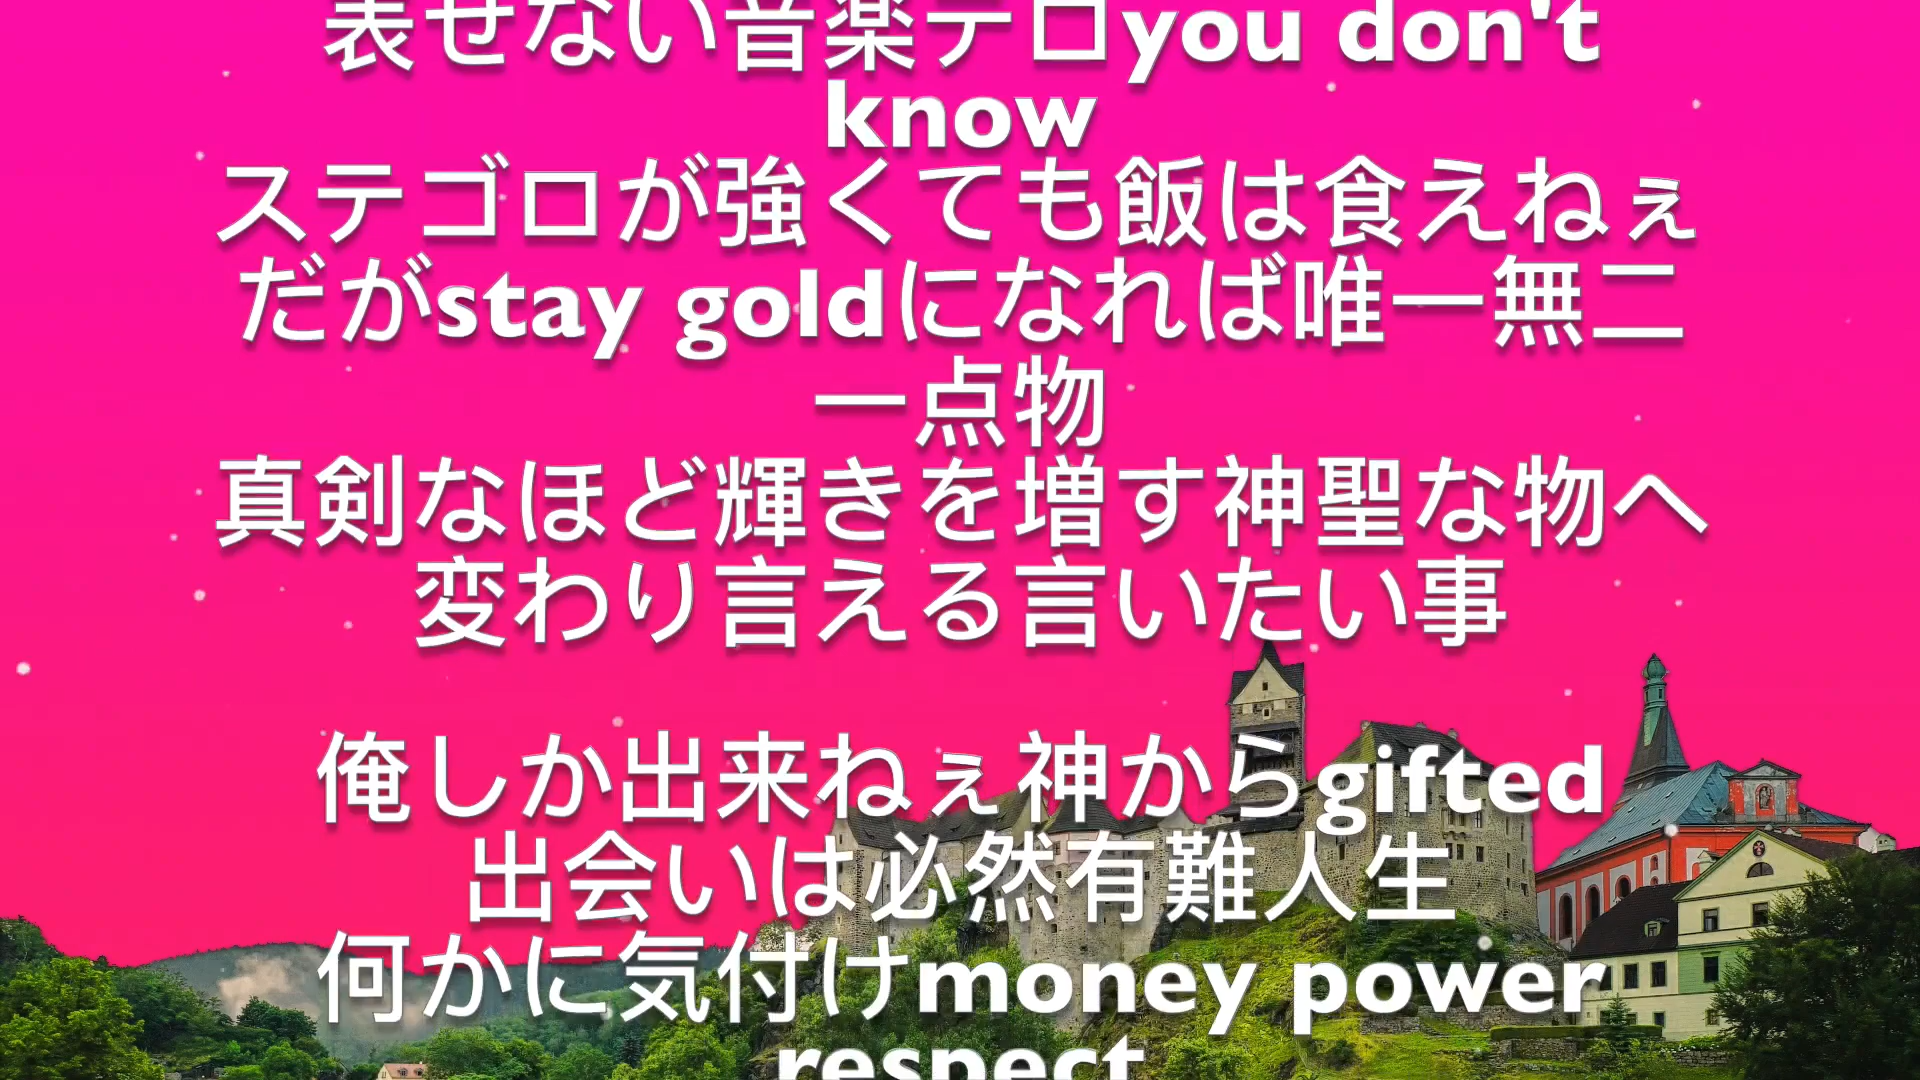 表せない音楽テロyou don't
know
ステゴロが強くても飯は食えねぇ
だがstay goldになれば唯一無二
一点物
真剣なほど輝きを増す神聖な物へ
変わり言える言いたい事
俺しか出来ねぇ神からgifted
出会いは必然有難人生
何かに気付けmoney power
respect